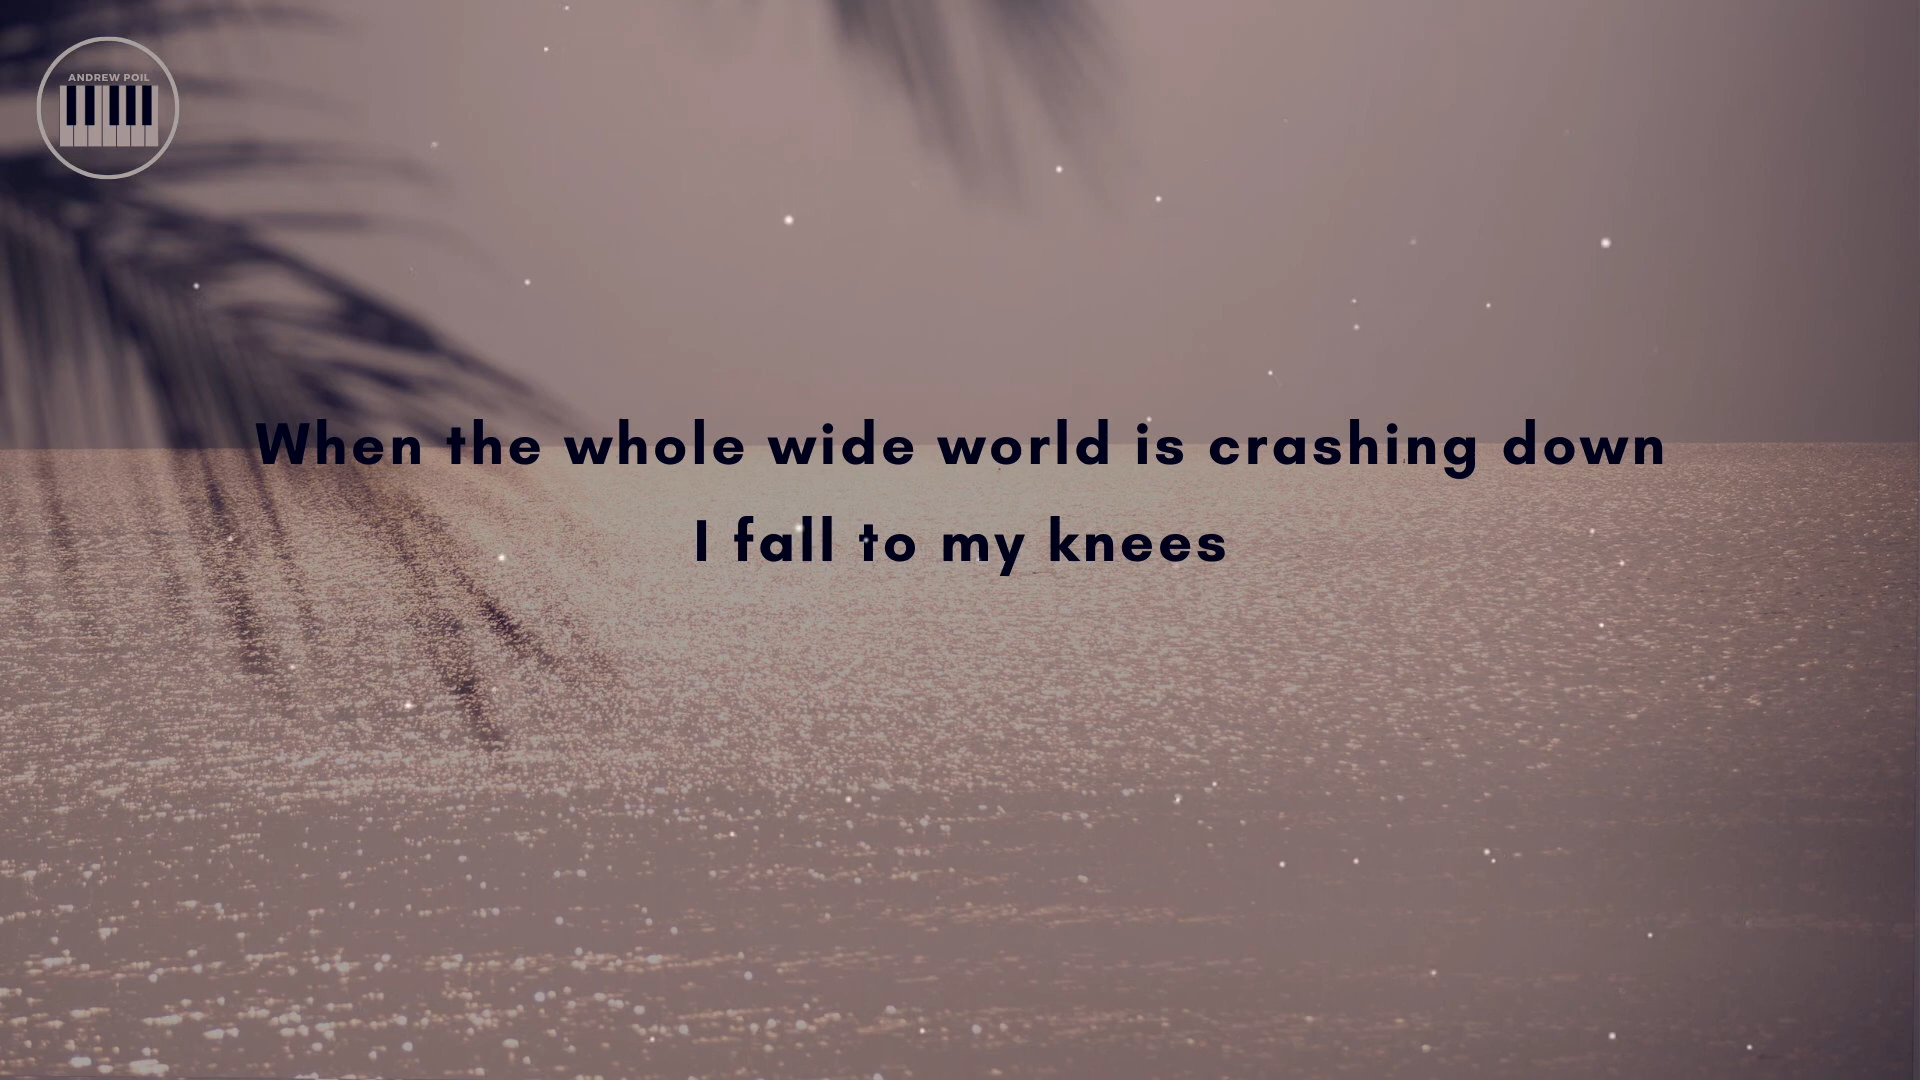 ANDREW POIL
When the whole wide world is crashing down
I fall to my knees